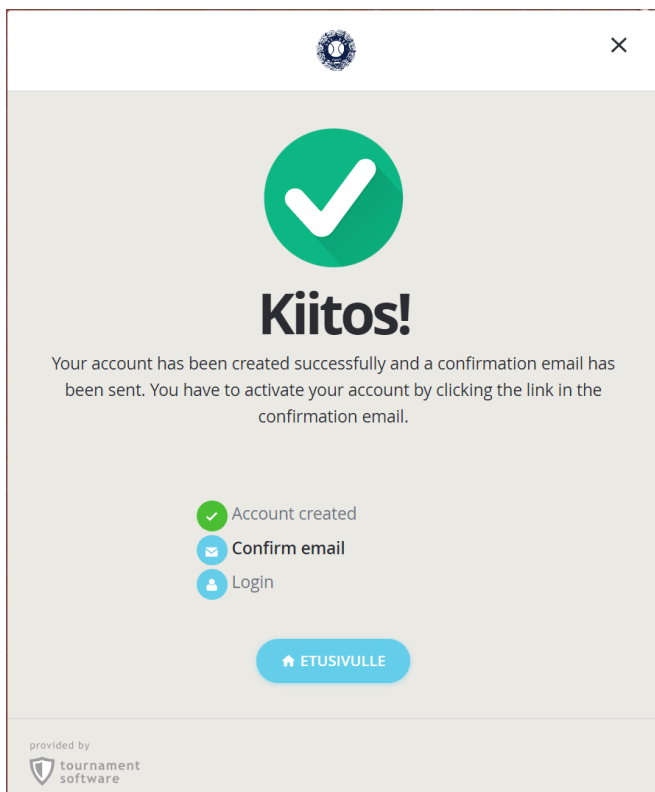 Kiitos!
Your account has been created successfully and a confirmation email has
been sent. You have to activate your account by clicking the link in the
confirmation email.
Account created
Confirm email
Login
ETUSIVULLE
provided by
tournament
software